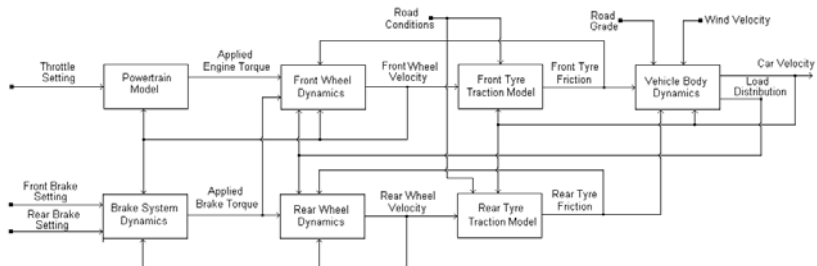 Road
Conditions
Road
Grade
Wind Velocity
Throttle
Setting
Powertrain
Model
Applied
Engine Torque
Front Wheel
Dynamics
Front Wheel
Velocity
Front Tyre
Traction Model
Front Tyre
Friction
Vehicle Body
Dynamics
Car Velocity
Load
Distribution
Front Brake
Setting
Rear Brake
Setting
Brake System
Dynamics
Applied
Brake Torque
Rear Wheel
Dynamics
Rear Wheel
Velocity
Rear Tyre
Traction Model
Rear Tyre
Friction